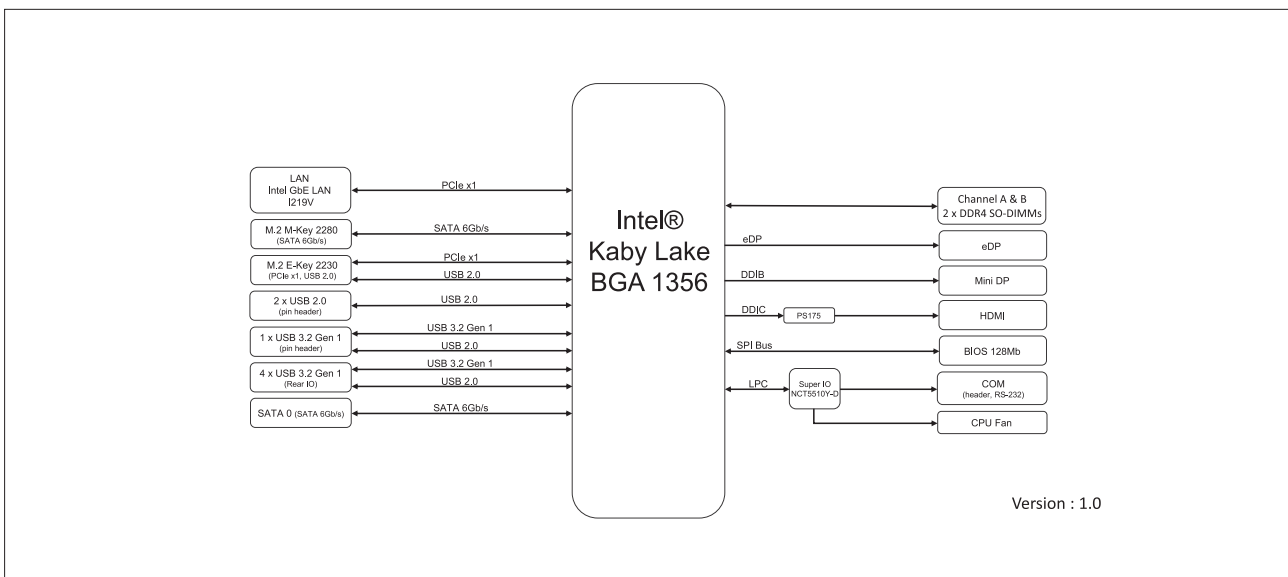 LAN
Intel GbE LAN
I219V
PCIe x1
M.2 M-Key 2280
(SATA 6Gb/s)
SATA 6Gb/s
M.2 E-Key 2230
(PCIe x1, USB 2.0)
PCIe x1
USB 2.0
2 x USB 2.0
(pin header)
USB 2.0
1 x USB 3.2 Gen 1
(pin header)
USB 3.2 Gen 1
USB 2.0
4 x USB 3.2 Gen 1
(Rear IO)
USB 3.2 Gen 1
USB 2.0
SATA 0 (SATA 6Gb/s)
SATA 6Gb/s
Intel®
Kaby Lake
BGA 1356
Channel A & B
2 x DDR4 SO-DIMMs
eDP
eDP
DDIB
Mini DP
DDIC
PS175
HDMI
SPI Bus
BIOS 128Mb
LPC
Super IO
NCT5510Y-D
COM
(header, RS-232)
CPU Fan
Version : 1.0